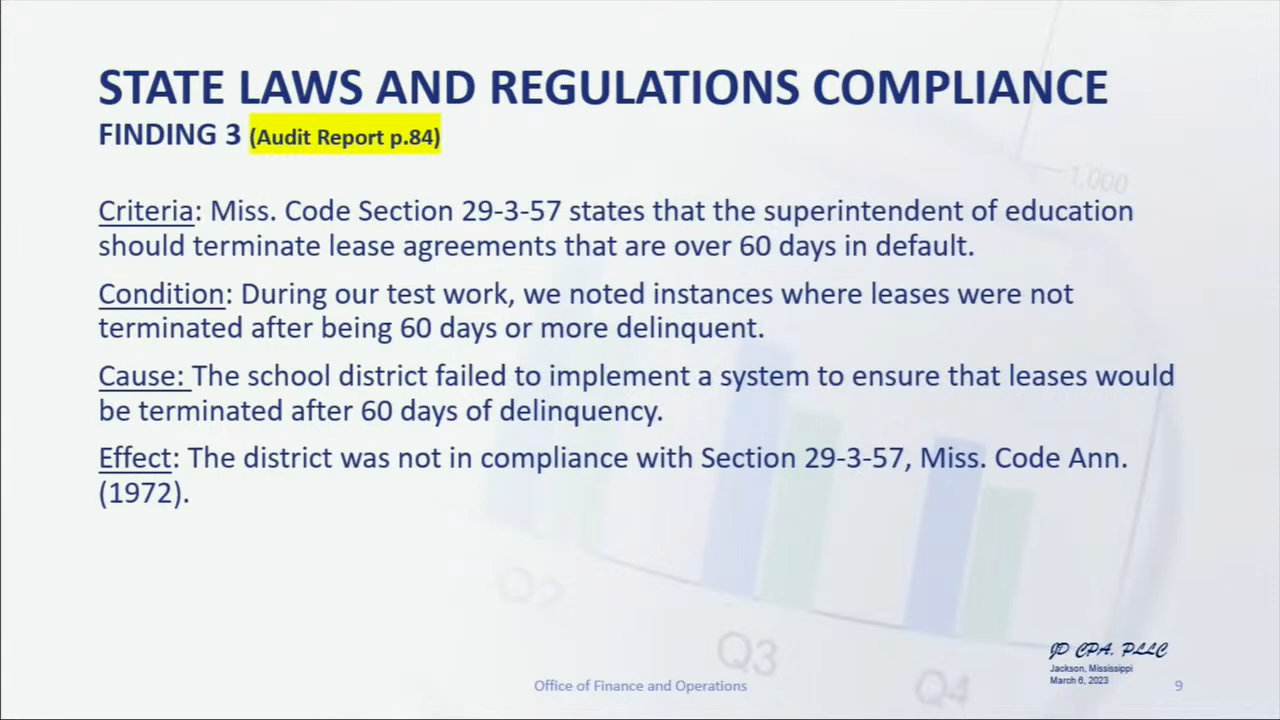 STATE LAWS AND REGULATIONS COMPLIANCE
FINDING 3 (Audit Report p.84)
Criteria: Miss. Code Section 29-3-57 states that the superintendent of education
should terminate lease agreements that are over 60 days in default.
Condition: During our test work, we noted instances where leases were not
terminated after being 60 days or more delinquent.
Cause: The school district failed to implement a system to ensure that leases would
be terminated after 60 days of delinquency.
Effect: The district was not in compliance with Section 29-3-57, Miss. Code Ann.
(1972).
1,000
Q2
Q3
Q4
JD CPA, PLLC
Jackson, Mississippi
March 6, 2023
Office of Finance and Operations
9